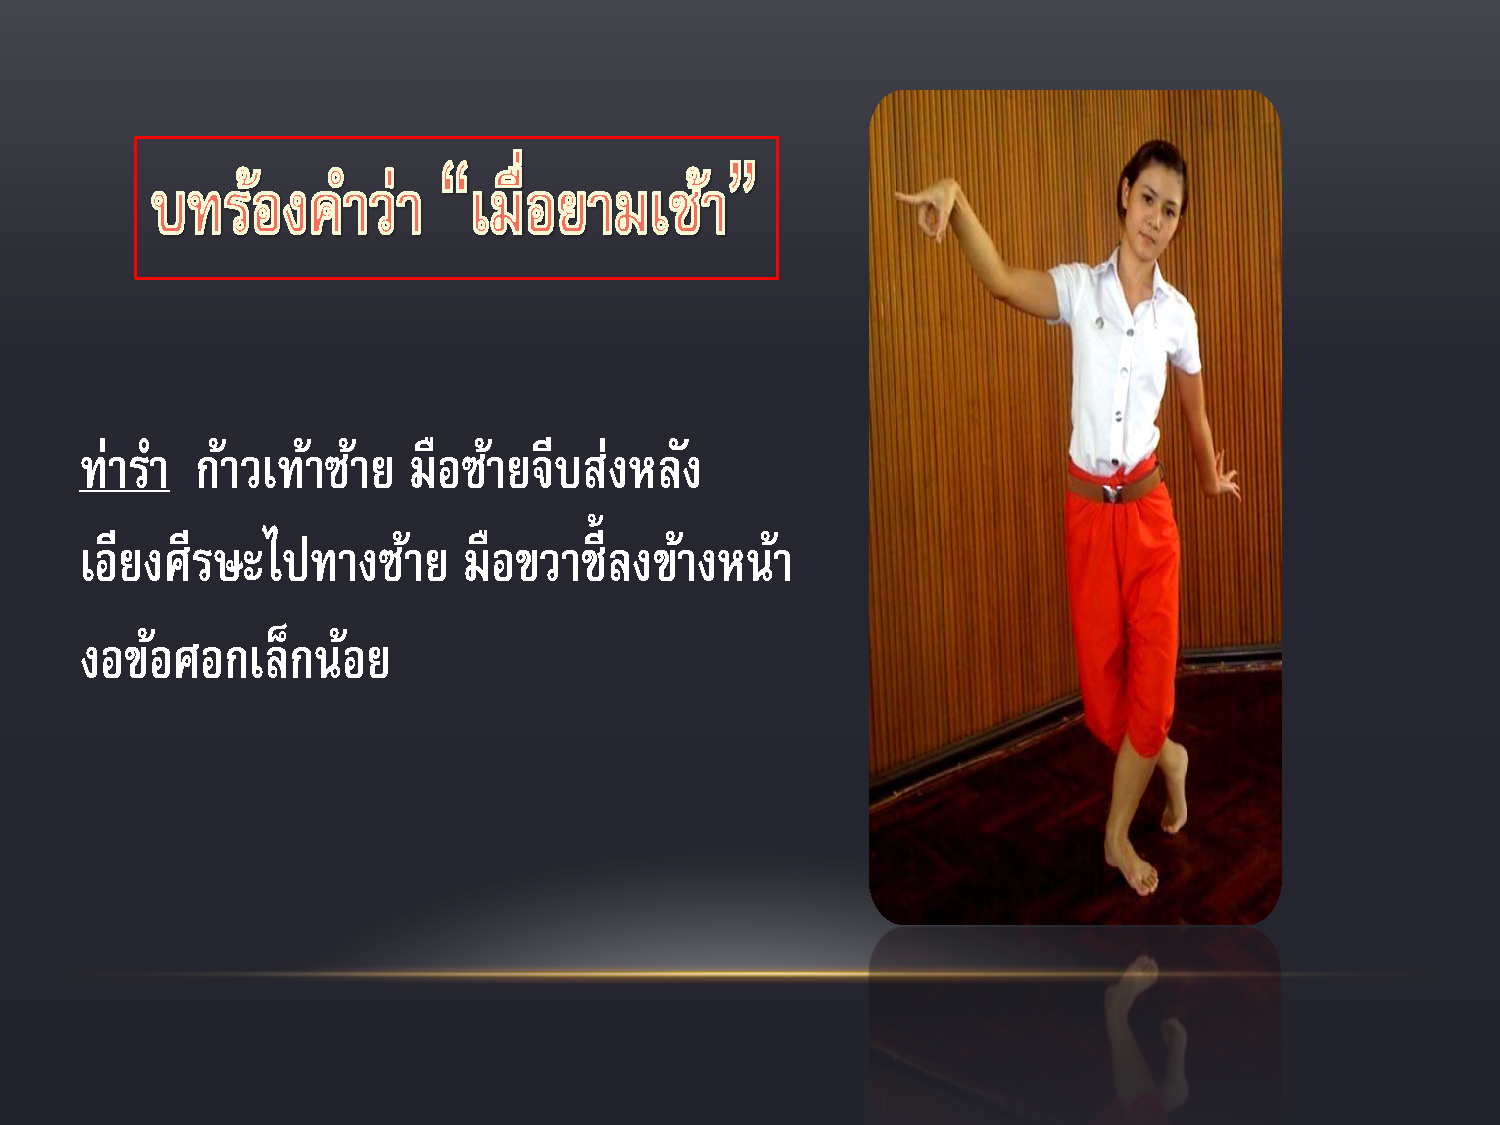 บทร้องคำว่า “เมื่อยามเช้า”
ท่ารำ ก้าวเท้าซ้าย มือซ้ายจีบส่งหลัง
เอียงศีรษะไปทางซ้าย มือขวาชี้ลงข้างหน้า
งอข้อศอกเล็กน้อย